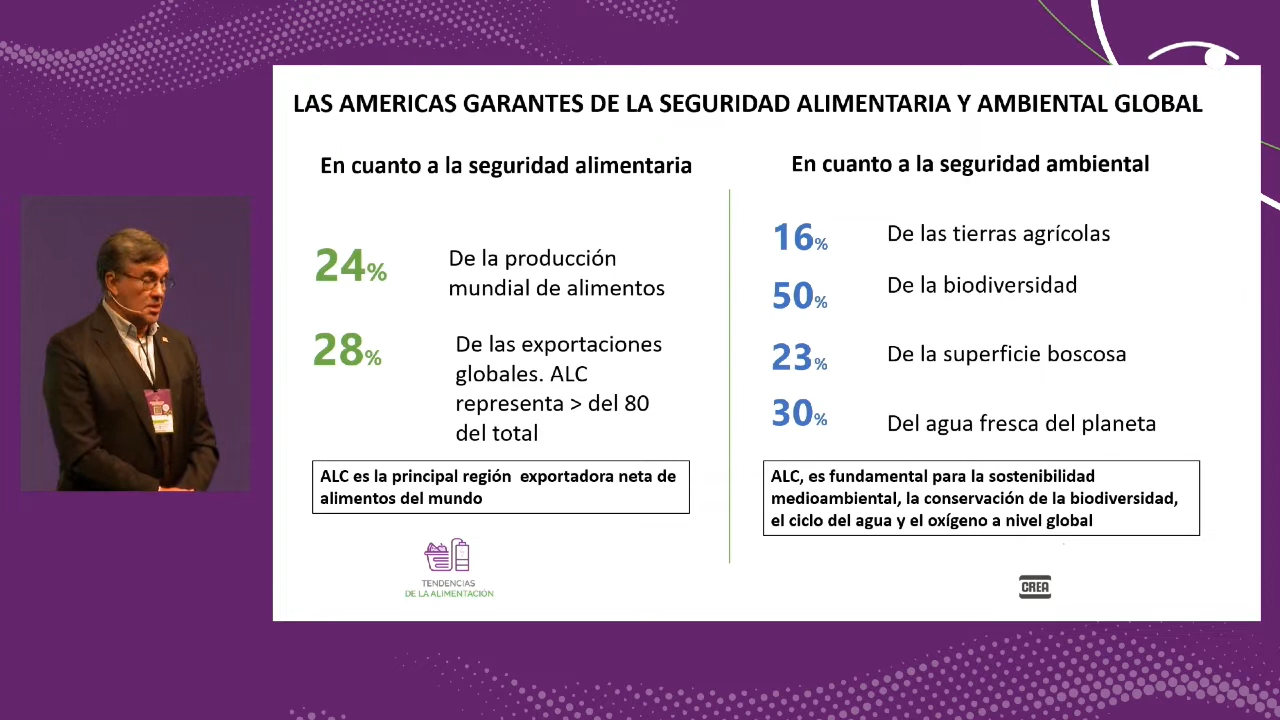 LAS AMERICAS GARANTES DE LA SEGURIDAD ALIMENTARIA Y AMBIENTAL GLOBAL
En cuanto a la seguridad alimentaria
24%
De la producción
mundial de alimentos
28%
De las exportaciones
globales. ALC
representa > del 80
del total
ALC es la principal región exportadora neta de
alimentos del mundo
TENDENCIAS
DE LA ALIMENTACIÓN
En cuanto a la seguridad ambiental
16%
De las tierras agrícolas
50%
De la biodiversidad
23%
De la superficie boscosa
30%
Del agua fresca del planeta
ALC, es fundamental para la sostenibilidad
medioambiental, la conservación de la biodiversidad,
el ciclo del agua y el oxígeno a nivel global
CREA